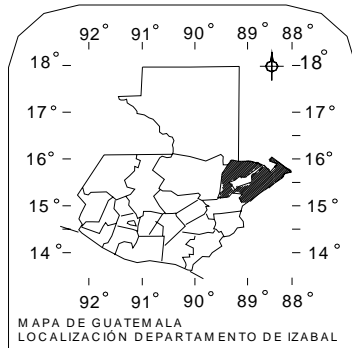 92° 91° 90° 89° 88°
18° 18°
17° 17°
16° 16°
15° 15°
14° 14°
92° 91° 90° 89° 88°
MAPA DE GUATEMALA
LOCALIZACIÓN DEPARTAMENTO DE IZABAL